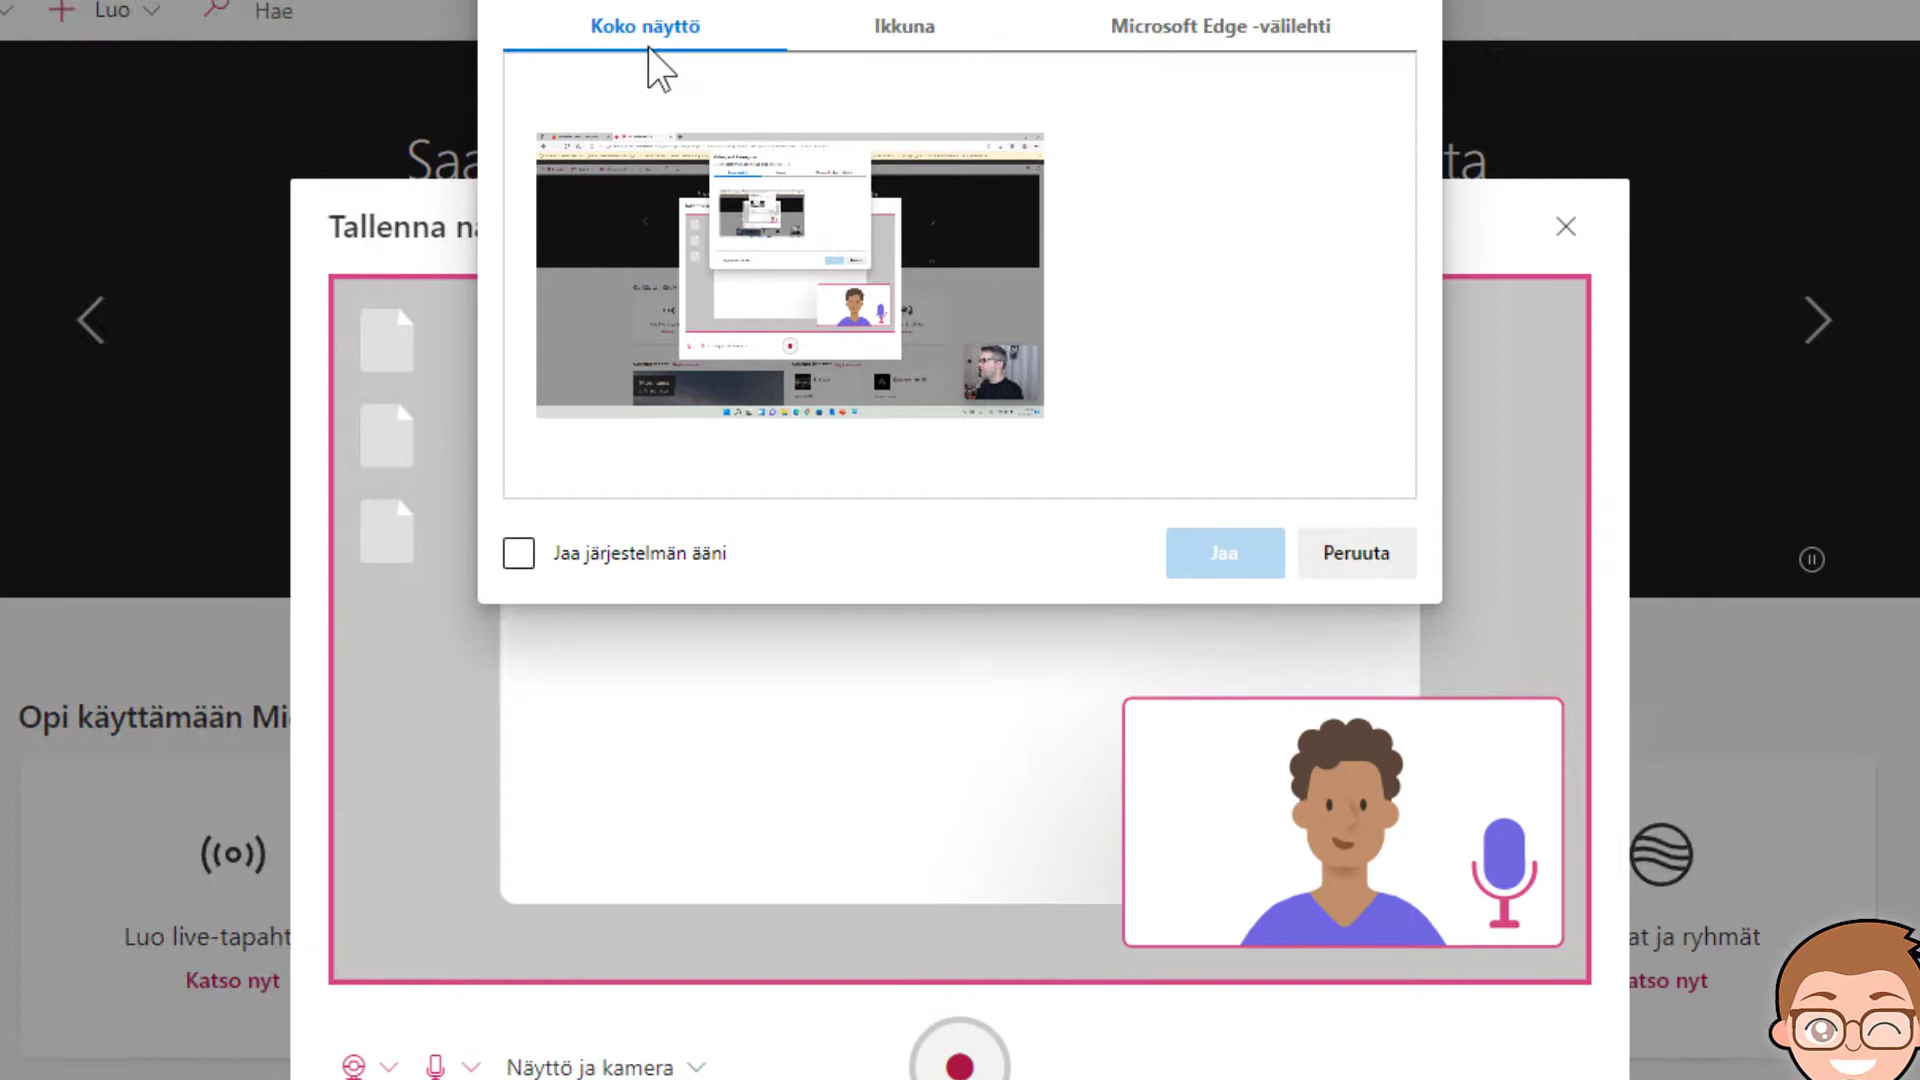 Luo
Hae
Koko näyttö
Ikkuna
Microsoft Edge -välilehti
Saa
ta
Tallenna nä
Jaa järjestelmän ääni
Jaa
Peruuta
Opi käyttämään Mi
Luo live-tapaht
Katso nyt
at ja ryhmät
atso nyt
Näyttö ja kamera